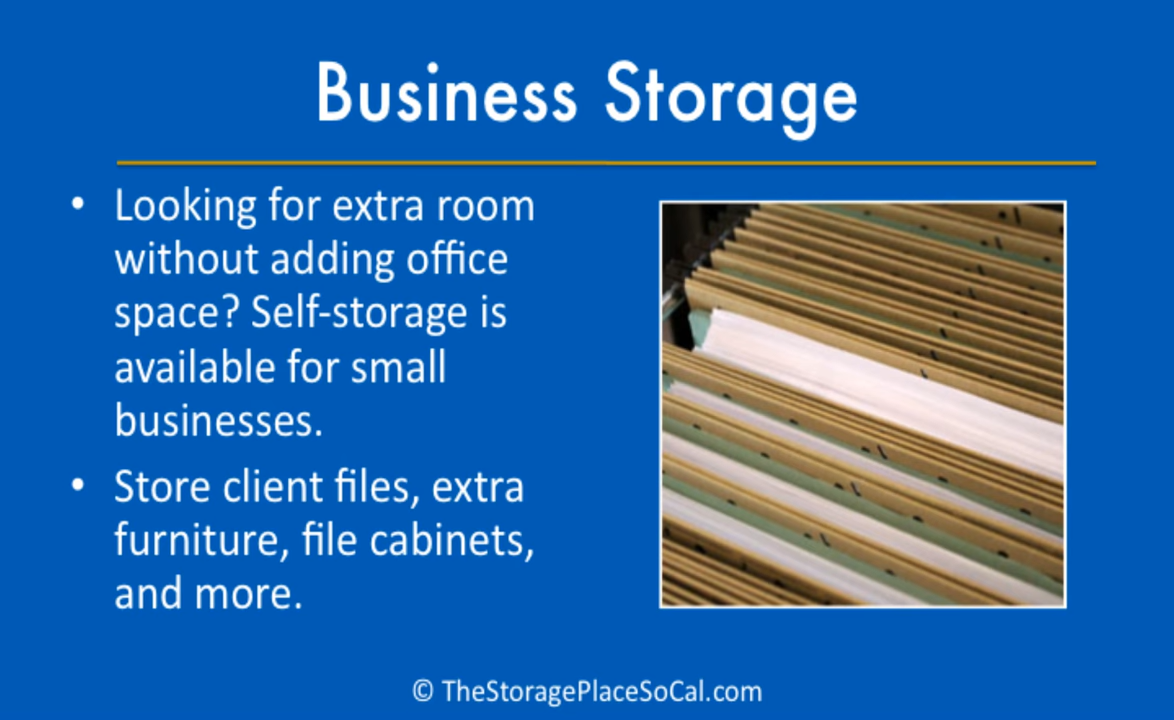 Business Storage
• Looking for extra room
without adding office
space? Self-storage is
available for small
businesses.
• Store client files, extra
furniture, file cabinets,
and more.
© TheStoragePlaceSoCal.com